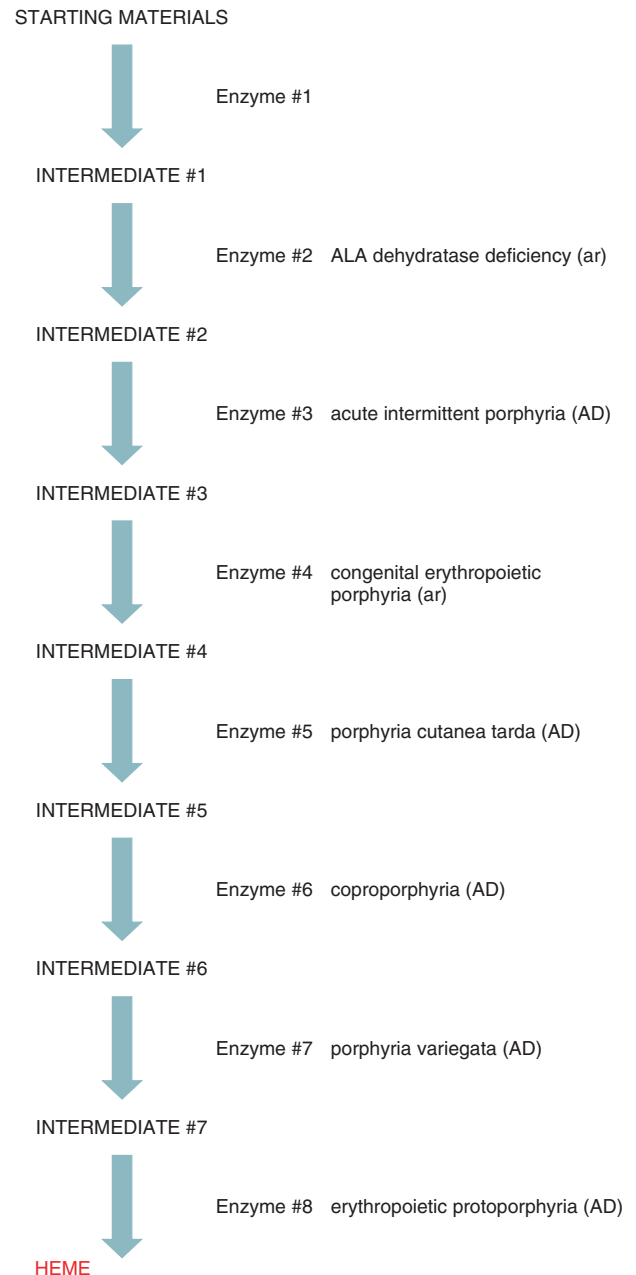 STARTING MATERIALS
Enzyme #1
INTERMEDIATE #1
Enzyme #2 ALA dehydratase deficiency (ar)
INTERMEDIATE #2
Enzyme #3 acute intermittent porphyria (AD)
INTERMEDIATE #3
Enzyme #4 congenital erythropoietic
porphyria (ar)
INTERMEDIATE #4
Enzyme #5 porphyria cutanea tarda (AD)
INTERMEDIATE #5
Enzyme #6 coproporphyria (AD)
INTERMEDIATE #6
Enzyme #7 porphyria variegata (AD)
INTERMEDIATE #7
Enzyme #8 erythropoietic protoporphyria (AD)
HEME